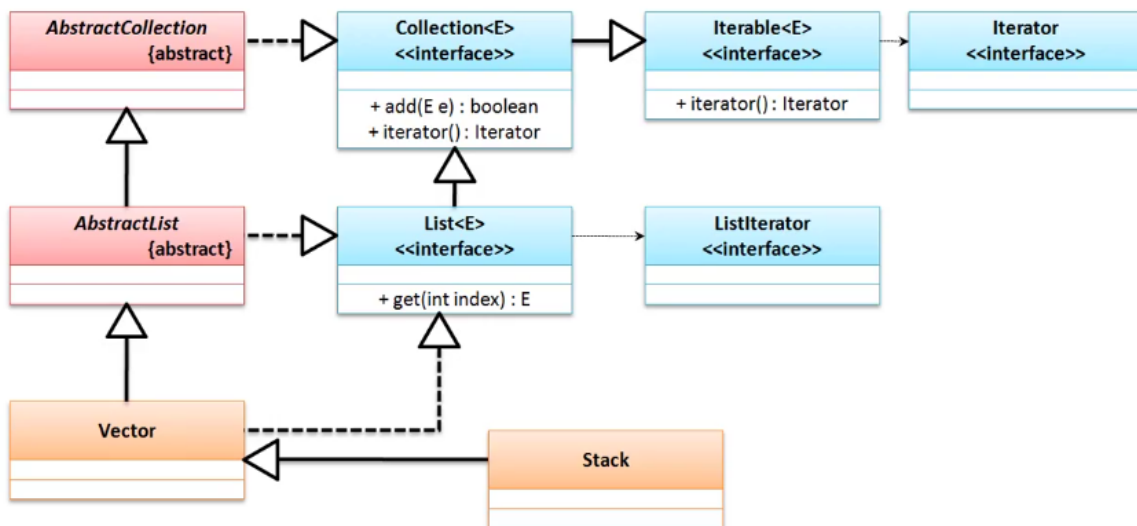 AbstractCollection
{abstract}
Collection<E>
<<interface>>
+ add(E e) : boolean
+ iterator() : Iterator
Iterable<E>
<<interface>>
+ iterator() : Iterator
Iterator
<<interface>>
AbstractList
{abstract}
List<E>
<<interface>>
+ get(int index) : E
ListIterator
<<interface>>
Vector
Stack